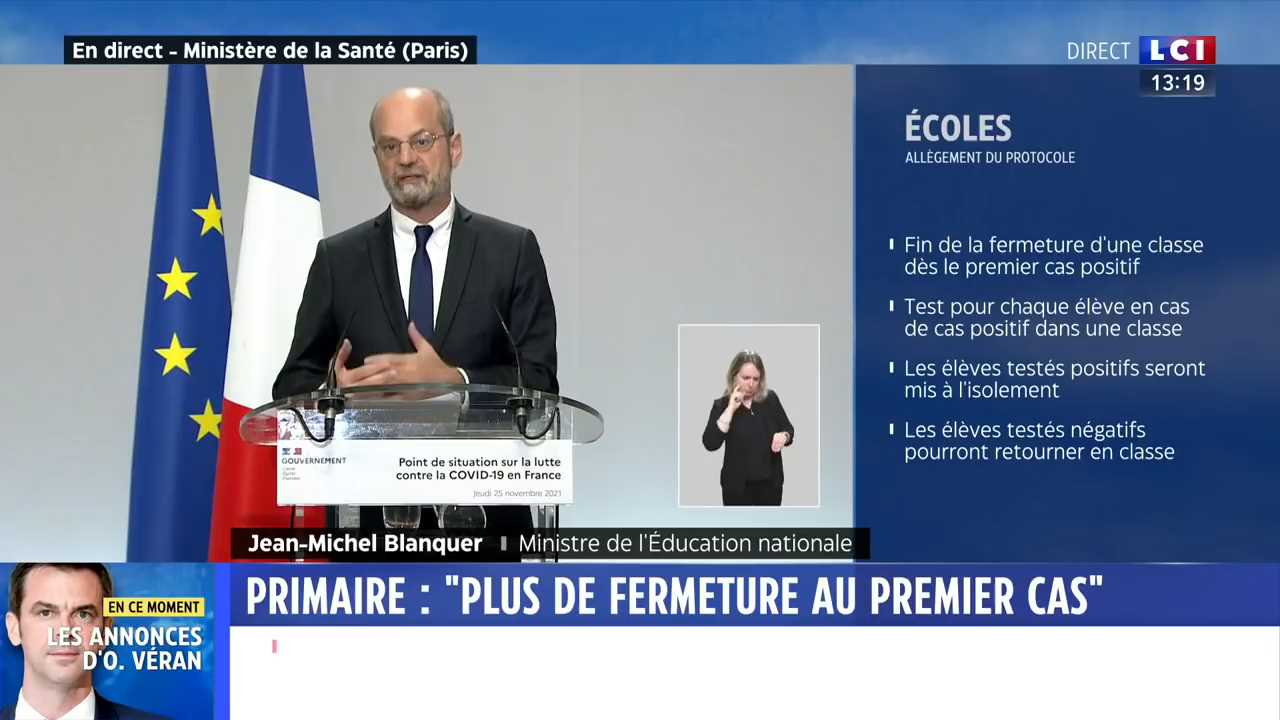 En direct - Ministère de la Santé (Paris)
DIRECT LCI
13:19
ÉCOLES
ALLÈGEMENT DU PROTOCOLE
Fin de la fermeture d'une classe
dès le premier cas positif
Test pour chaque élève en cas
de cas positif dans une classe
Les élèves testés positifs seront
mis à l'isolement
Les élèves testés négatifs
pourront retourner en classe
GOUVERNEMENT
Liberté
Égalité
Fraternité
Point de situation sur la lutte
contre la COVID-19 en France
Jeudi 25 novembre 2021
Jean-Michel Blanquer Ministre de l'Éducation nationale
PRIMAIRE : "PLUS DE FERMETURE AU PREMIER CAS"
EN CE MOMENT
LES ANNONCES
D'O. VÉRAN